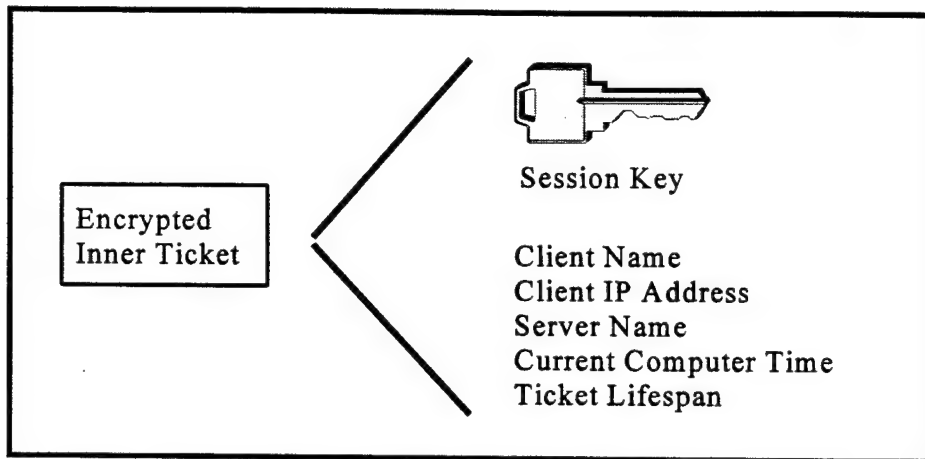 Encrypted
Inner Ticket
Session Key
Client Name
Client IP Address
Server Name
Current Computer Time
Ticket Lifespan